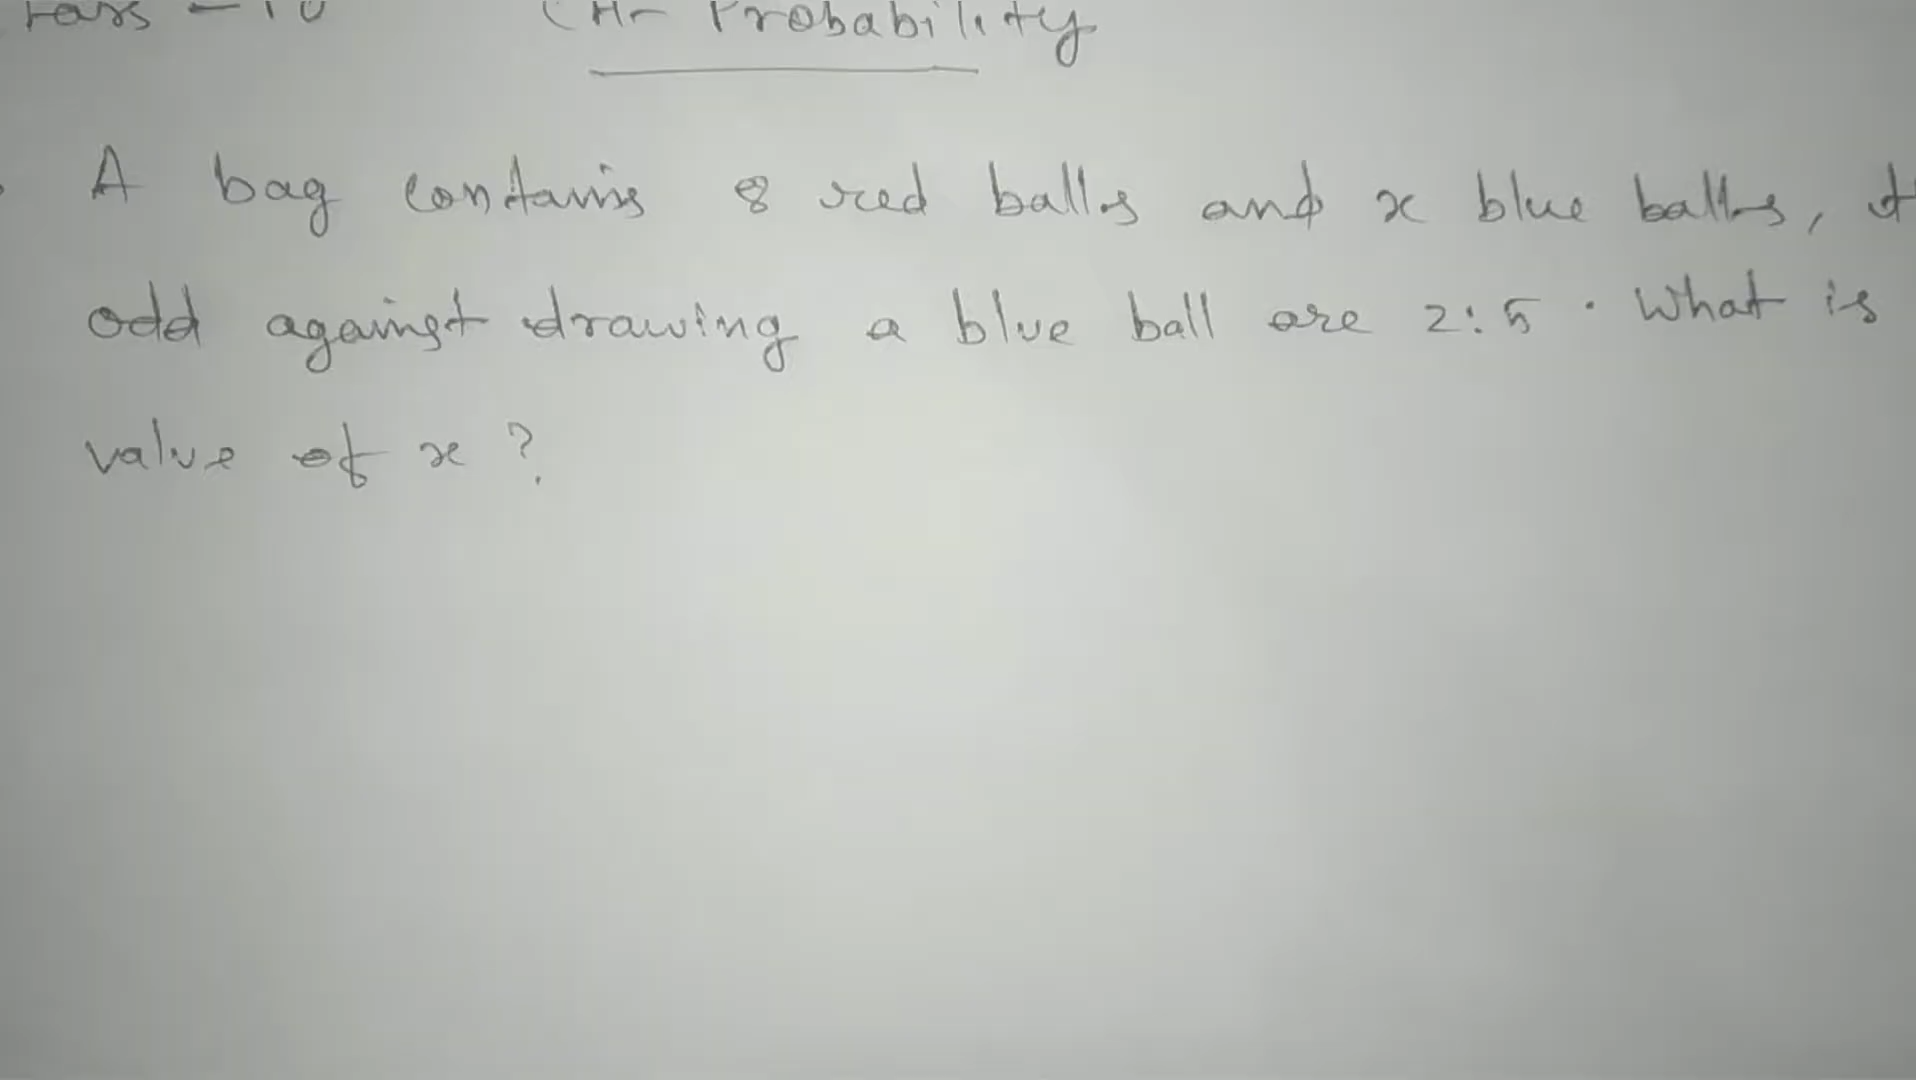 CH- Probability
A bag contains 8 red balls and x blue balls,
odd against drawing a blue ball are 2:5. What is
value of x ?